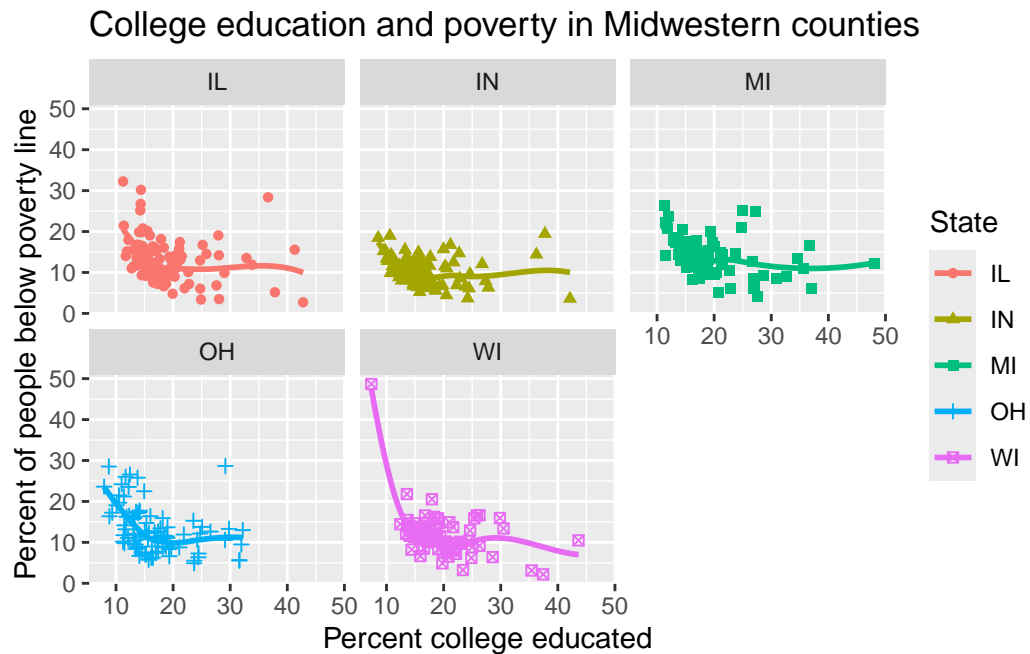 College education and poverty in Midwestern counties
IL
IN
MI
50
40
30
20
10
0
10 20 30 40 50
OH
WI
50
40
30
20
10
0
10 20 30 40 50
10 20 30 40 50
Percent of people below poverty line
Percent college educated
State
IL
IN
MI
OH
WI